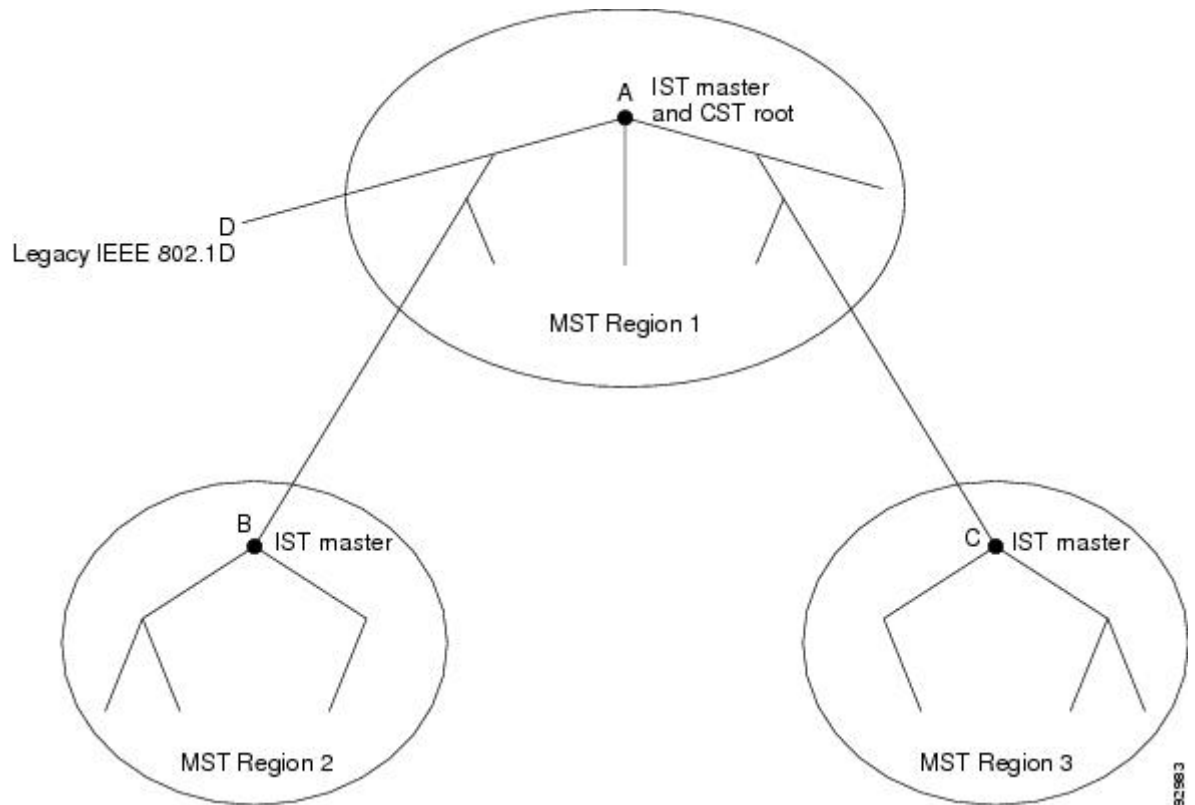 A
IST master
and CST root
D
Legacy IEEE 802.1D
MST Region 1
B
IST master
C
IST master
MST Region 2
MST Region 3
92983